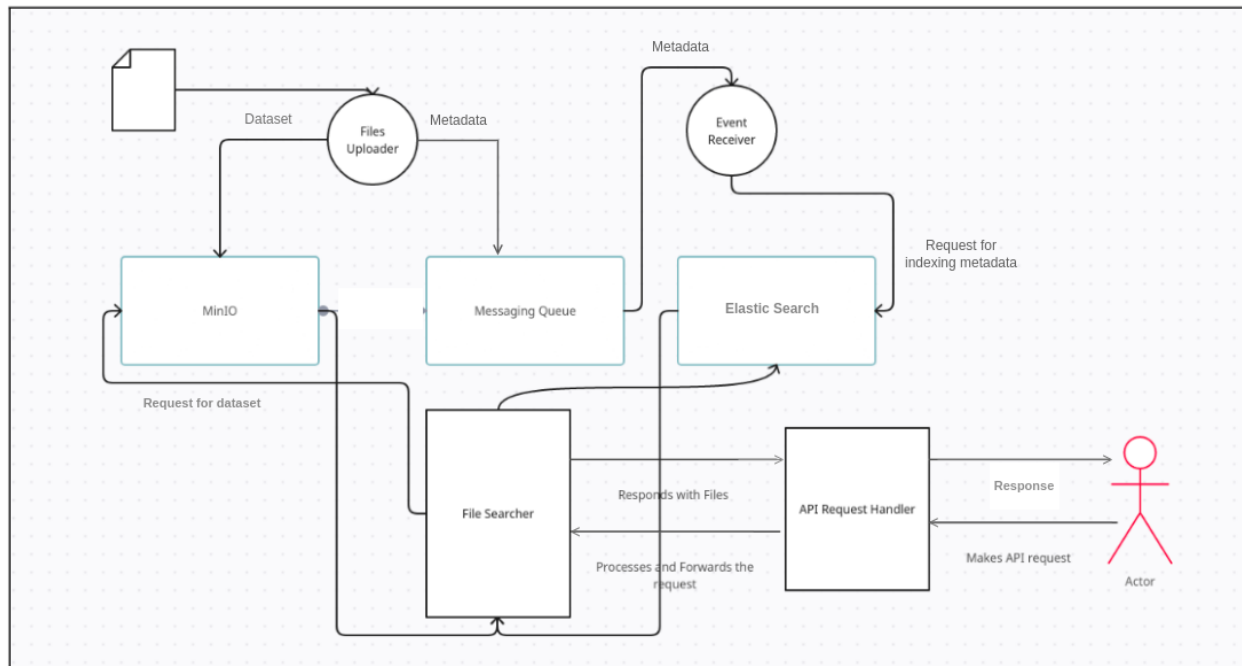 Metadata
Dataset
Metadata
Files
Uploader
Event
Receiver
Request for
indexing metadata
MinIO
Messaging Queue
Elastic Search
Request for dataset
Responds with Files
File Searcher
API Request Handler
Response
Processes and Forwards the
request
Makes API request
Actor